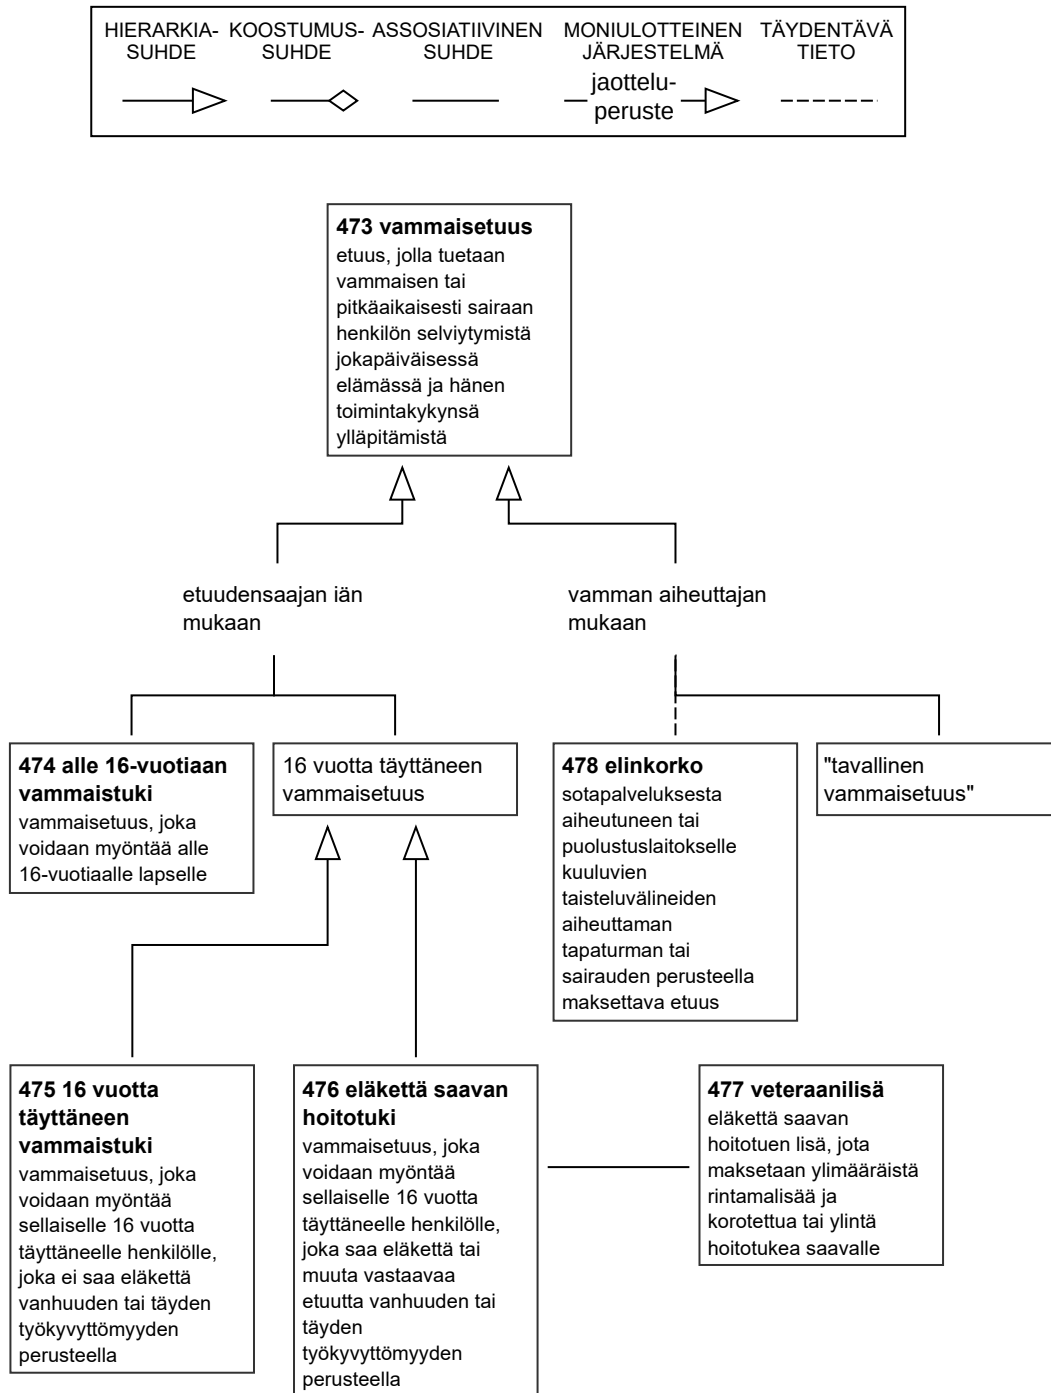 HIERARKIA-
SUHDE
KOOSTUMUS-
SUHDE
ASSOSIATIIVINEN
SUHDE
MONIULOTTEINEN
JÄRJESTELMÄ
TÄYDENTÄVÄ
TIETO
jaottelu-
peruste
473 vammaisetuus
etuus, jolla tuetaan
vammaisen tai
pitkäaikaisesti sairaan
henkilön selviytymistä
jokapäiväisessä
elämässä ja hänen
toimintakykynsä
ylläpitämistä
etuudensaajan iän
mukaan
vamman aiheuttajan
mukaan
474 alle 16-vuotiaan
vammaistuki
vammaisetuus, joka
voidaan myöntää alle
16-vuotiaalle lapselle
16 vuotta täyttäneen
vammaisetuus
478 elinkorko
sotapalveluksesta
aiheutuneen tai
puolustuslaitokselle
kuuluvien
taisteluvälineiden
aiheuttaman
tapaturman tai
sairauden perusteella
maksettava etuus
"tavallinen
vammaisetuus"
475 16 vuotta
täyttäneen
vammaistuki
vammaisetuus, joka
voidaan myöntää
sellaiselle 16 vuotta
täyttäneelle henkilölle,
joka ei saa eläkettä
vanhuuden tai täyden
työkyvyttömyyden
perusteella
476 eläkettä saavan
hoitotuki
vammaisetuus, joka
voidaan myöntää
sellaiselle 16 vuotta
täyttäneelle henkilölle,
joka saa eläkettä tai
muuta vastaavaa
etuutta vanhuuden tai
täyden
työkyvyttömyyden
perusteella
477 veteraanilisä
eläkettä saavan
hoitotuen lisä, jota
maksetaan ylimääräistä
rintamalisää ja
korotettua tai ylintä
hoitotukea saavalle